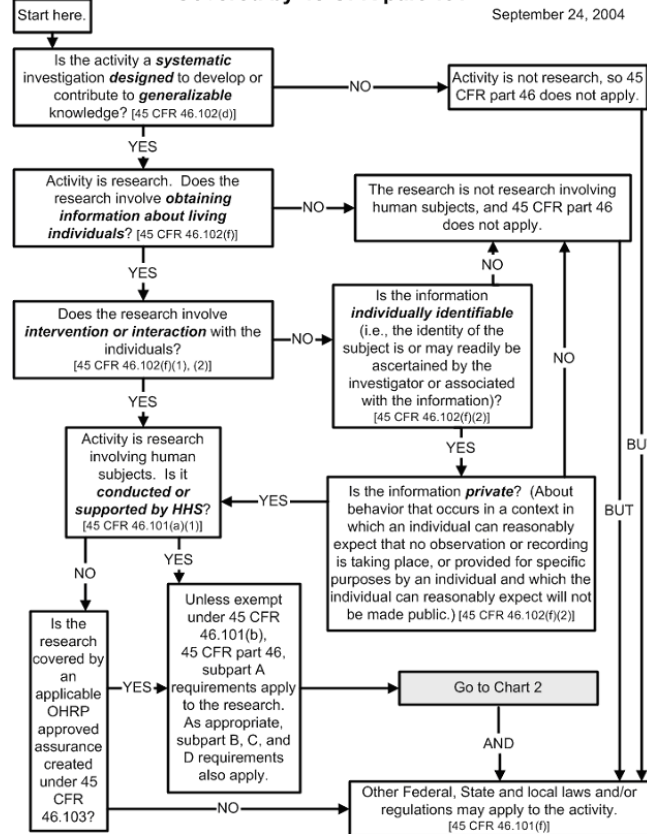 September 24, 2004
Start here.
Is the activity a systematic
investigation designed to develop or
contribute to generalizable
knowledge? [45 CFR 46.102(d)]
NO
Activity is not research, so 45
CFR part 46 does not apply.
YES
Activity is research. Does the
research involve obtaining
information about living
individuals? [45 CFR 46.102(f)]
NO
The research is not research involving
human subjects, and 45 CFR part 46
does not apply.
YES
NO
Does the research involve
intervention or interaction with the
individuals?
[45 CFR 46.102(f)(1), (2)]
NO
Is the information
individually identifiable
(i.e., the identity of the
subject is or may readily be
ascertained by the
investigator or associated
with the information)?
[45 CFR 46.102(f)(2)]
NO
YES
YES
BU
Activity is research
involving human
subjects. Is it
conducted or
supported by HHS?
[45 CFR 46.101(a)(1)]
YES
Is the information private? (About
behavior that occurs in a context in
which an individual can reasonably
expect that no observation or recording
is taking place, or provided for specific
purposes by an individual and which the
individual can reasonably expect will not
be made public.) [45 CFR 46.102(f)(2)]
BUT
NO
YES
Is the
research
covered by
an
applicable
OHRP
approved
assurance
created
under 45
CFR
46.103?
YES
Unless exempt
under 45 CFR
46.101(b),
45 CFR part 46,
subpart A
requirements apply
to the research.
As appropriate,
subpart B, C, and
D requirements
also apply.
Go to Chart 2
AND
NO
Other Federal, State and local laws and/or
regulations may apply to the activity.
[45 CFR 46.101(f)]